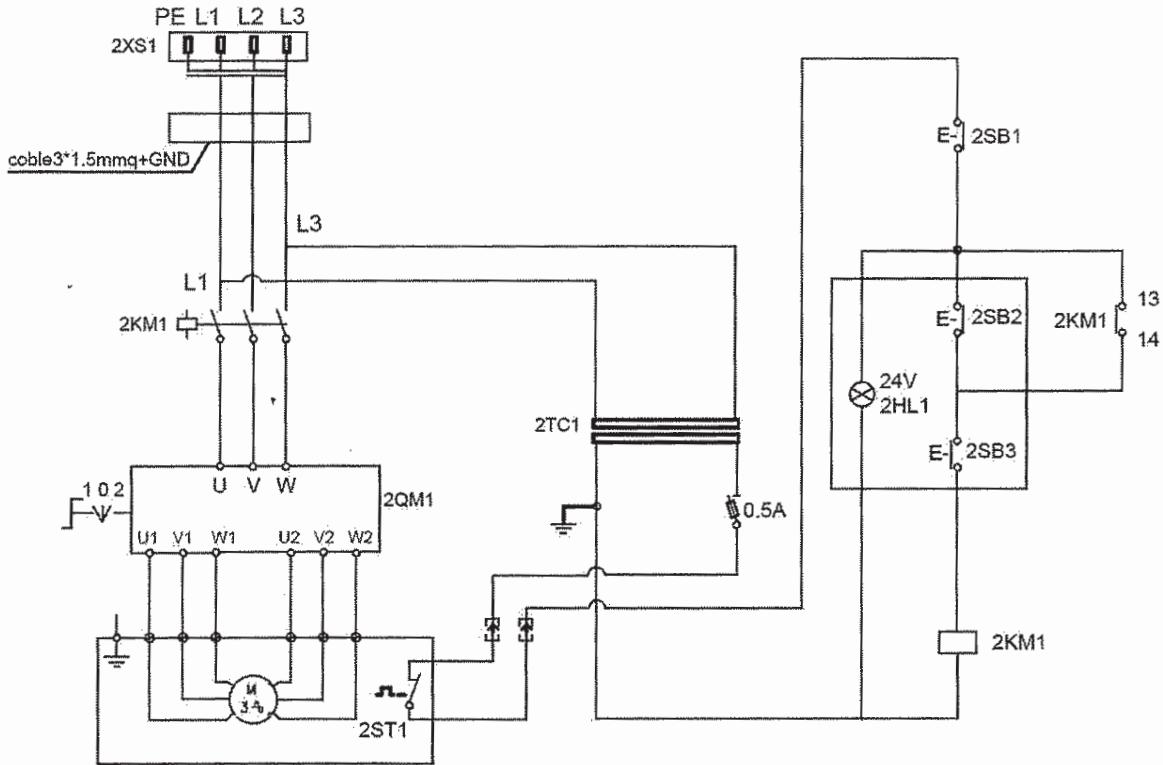 PE L1 L2 L3
2XS1
coble3*1.5mmq+GND
L3
L1
2KM1
E- 2SB1
E- 2SB2
2KM1
13
14
24V
2HL1
E- 2SB3
2TC1
0.5A
U V W
1 0 2
2QM1
U1 V1 W1 U2 V2 W2
M
2ST1
2KM1